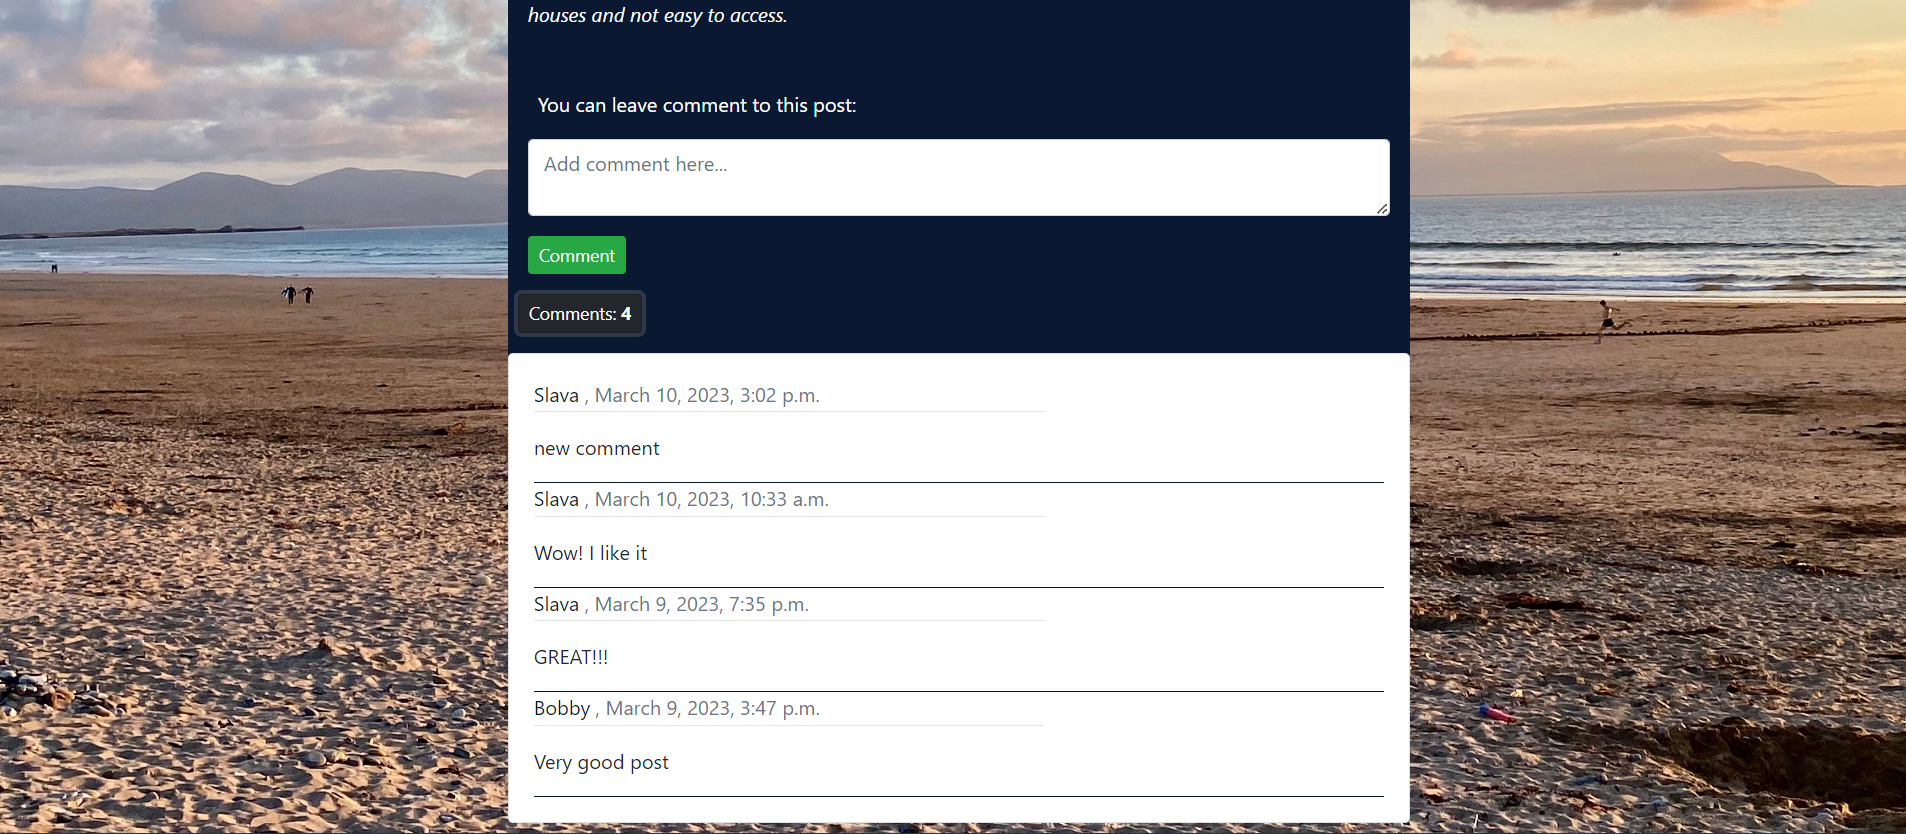 houses and not easy to access.
You can leave comment to this post:
Add comment here...
Comment
Comments: 4
Slava , March 10, 2023, 3:02 p.m.
new comment
Slava , March 10, 2023, 10:33 a.m.
Wow! I like it
Slava , March 9, 2023, 7:35 p.m.
GREAT!!!
Bobby , March 9, 2023, 3:47 p.m.
Very good post